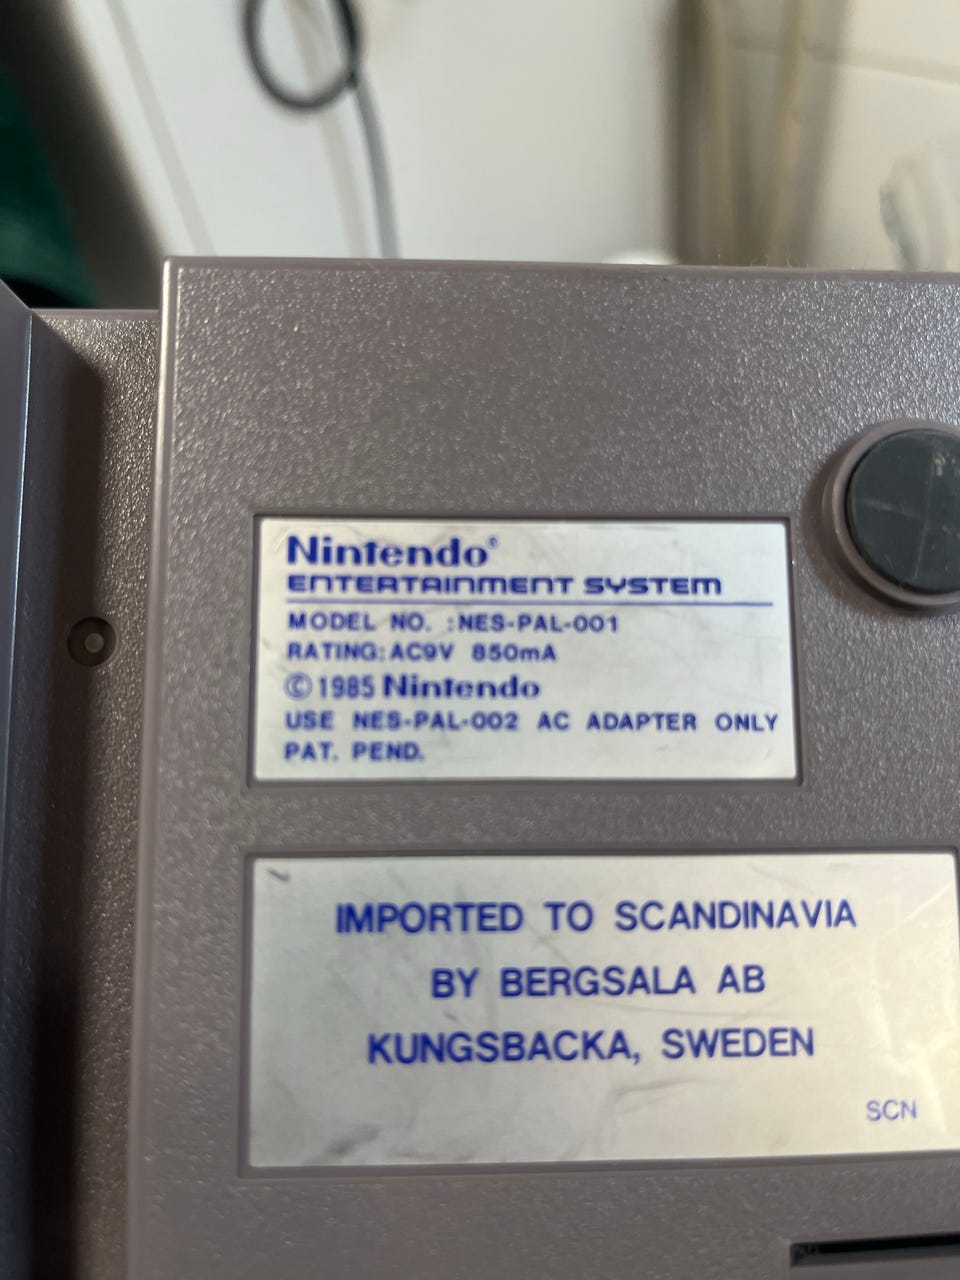 Nintendo®
ENTERTAINMENT SYSTEM
MODEL NO. :NES-PAL-001
RATING:AC9V 850mA
©1985 Nintendo
USE NES-PAL-002 AC ADAPTER ONLY
PAT. PEND.
IMPORTED TO SCANDINAVIA
BY BERGSALA AB
KUNGSBACKA, SWEDEN
SCN